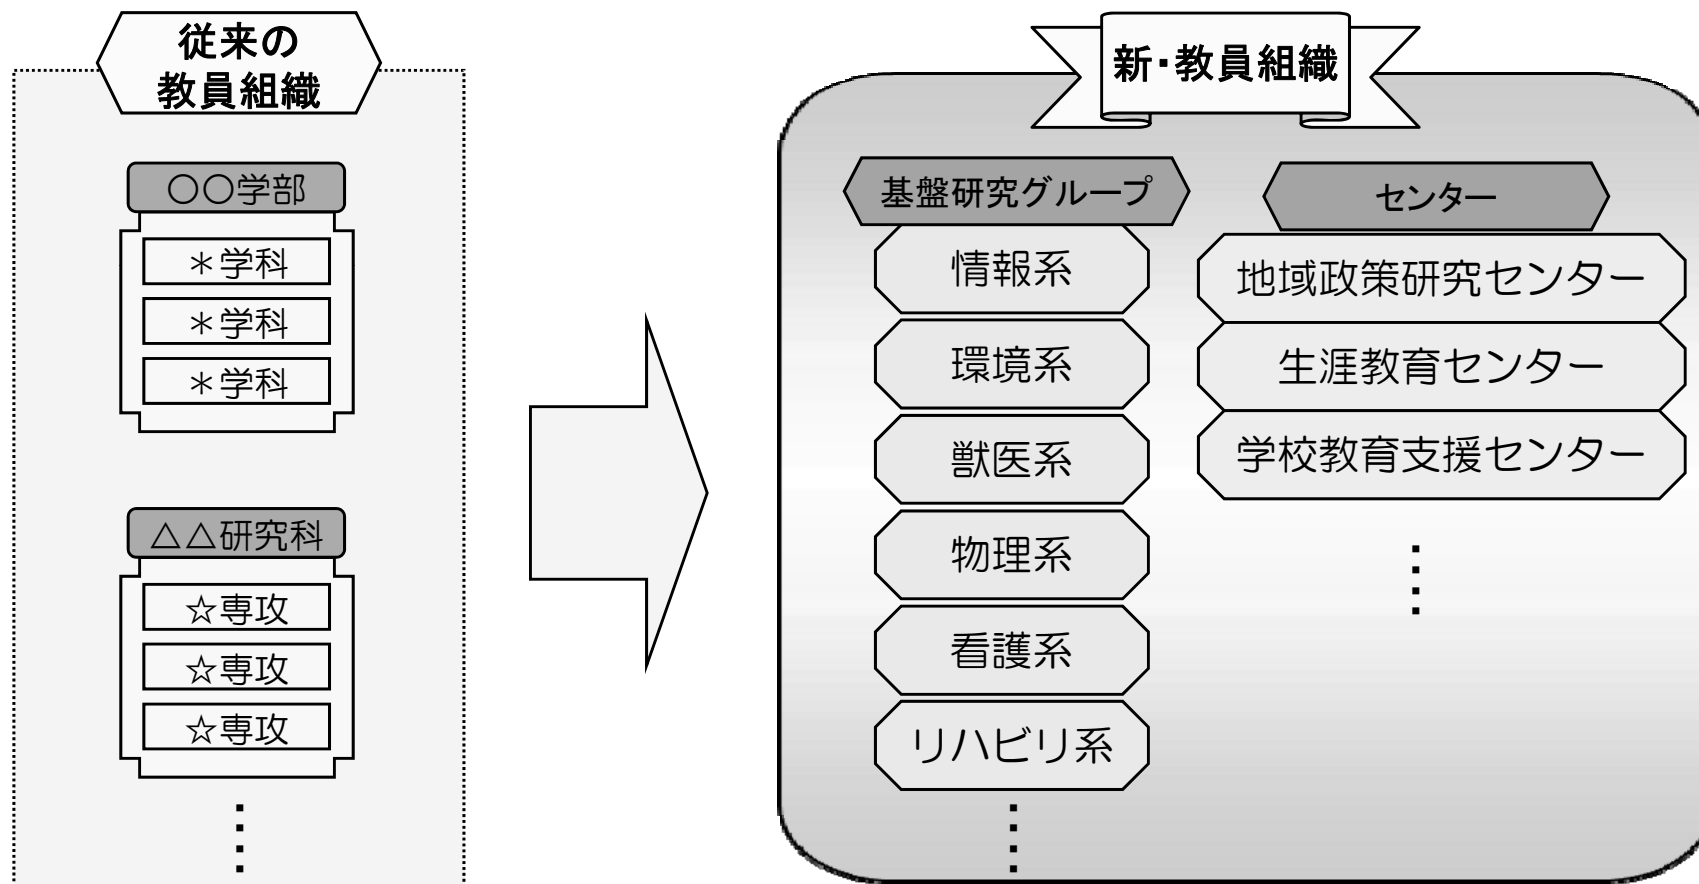 従来の
教員組織
○○学部
＊学科
＊学科
＊学科
△△研究科
☆専攻
☆専攻
☆専攻
新・教員組織
基盤研究グループ
情報系
環境系
獣医系
物理系
看護系
リハビリ系
センター
地域政策研究センター
生涯教育センター
学校教育支援センター